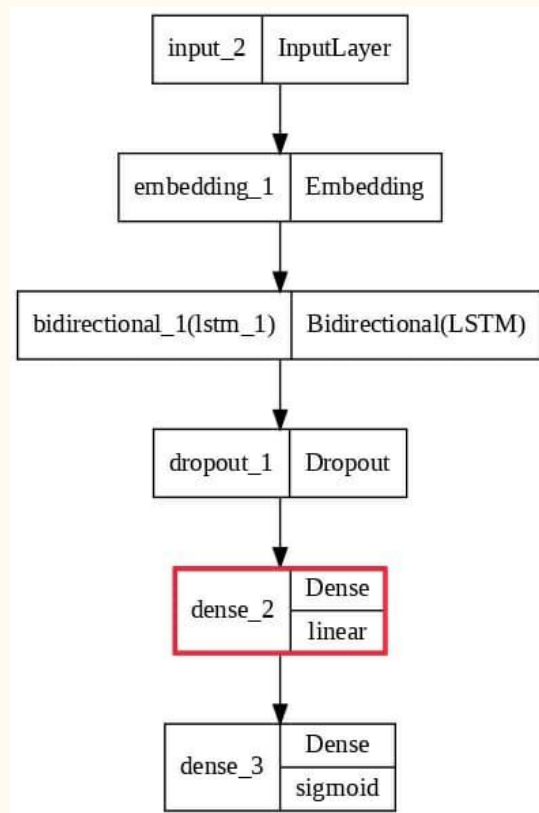 input_2 InputLayer
embedding_1 Embedding
bidirectional_1(lstm_1) Bidirectional(LSTM)
dropout_1 Dropout
dense_2 Dense
linear
dense_3 Dense
sigmoid